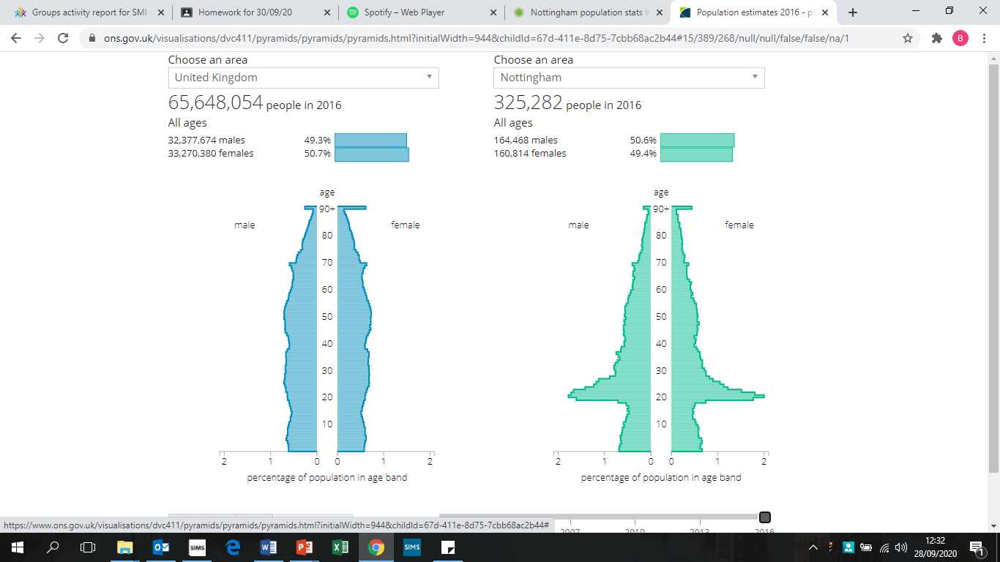 Groups activity report for SMI
Homework for 30/09/20
Spotify – Web Player
Nottingham population stats i
Population estimates 2016 - p
ons.gov.uk/visualisations/dvc411/pyramids/pyramids/pyramids.html?initialWidth=944&childId=67d-411e-8d75-7cbb68ac2b44#15/389/268/null/null/false/false/na/1
B
Choose an area
United Kingdom
65,648,054 people in 2016
All ages
32,377,674 males 49.3%
33,270,380 females 50.7%
Choose an area
Nottingham
325,282 people in 2016
All ages
164,468 males 50.6%
160,814 females 49.4%
age
90+
male
female
80
70
60
50
40
30
20
10
2 1 0 0 1 2
percentage of population in age band
age
90+
male
female
80
70
60
50
40
30
20
10
2 1 0 0 1 2
percentage of population in age band
2007 2010 2013 2016
https://www.ons.gov.uk/visualisations/dvc411/pyramids/pyramids/pyramids.html?initialWidth=944&childId=67d-411e-8d75-7cbb68ac2b44#
SIMS
SIMS
12:32
28/09/2020
1